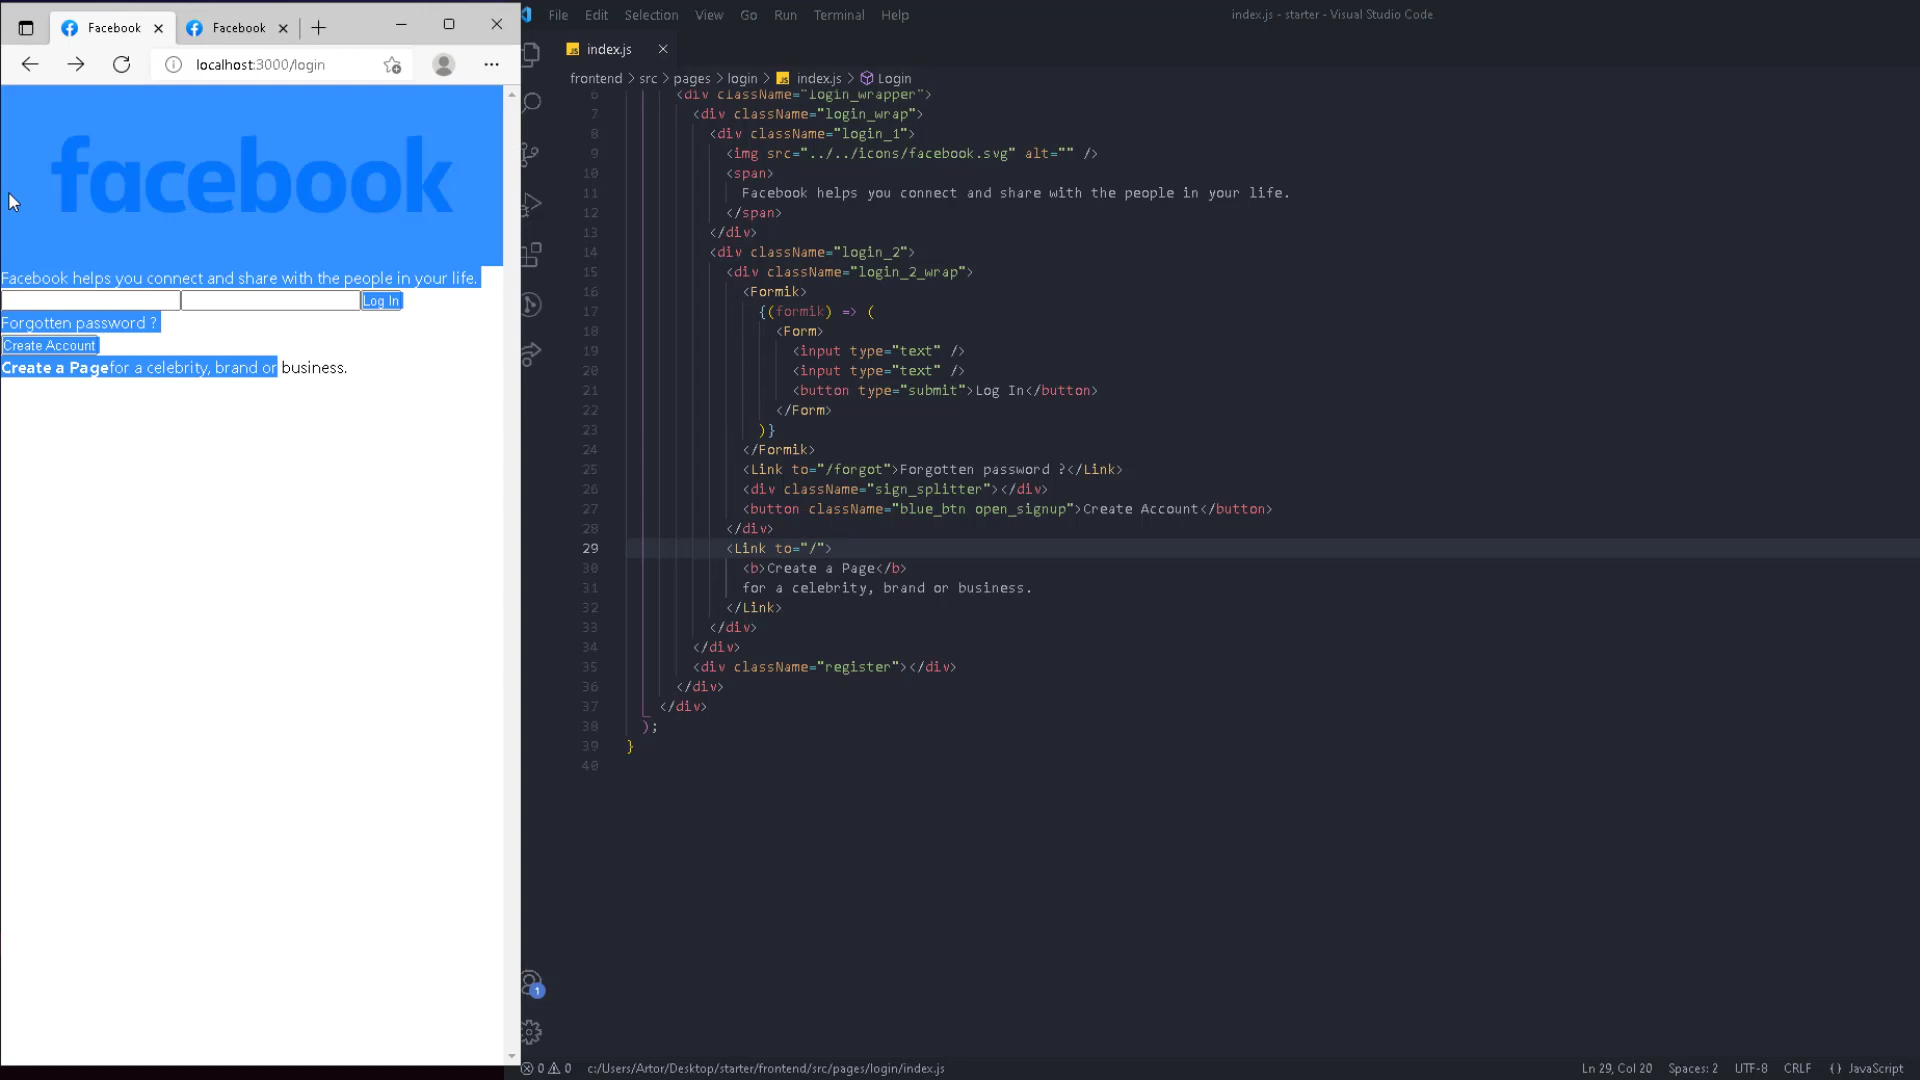 Facebook
Facebook
localhost:3000/login
facebook
Facebook helps you connect and share with the people in your life.
Log In
Forgotten password ?
Create Account
Create a Pagefor a celebrity, brand or business.
File Edit Selection View Go Run Terminal Help
index.js - starter - Visual Studio Code
JS index.js
frontend > src > pages > login > JS index.js > Login
6 <div className="login_wrapper">
7 <div className="login_wrap">
8 <div className="login_1">
9 <img src="../../icons/facebook.svg" alt="" />
10 <span>
11 Facebook helps you connect and share with the people in your life.
12 </span>
13 </div>
14 <div className="login_2">
15 <div className="login_2_wrap">
16 <Formik>
17 {(formik) => (
18 <Form>
19 <input type="text" />
20 <input type="text" />
21 <button type="submit">Log In</button>
22 </Form>
23 )}
24 </Formik>
25 <Link to="/forgot">Forgotten password ?</Link>
26 <div className="sign_splitter"></div>
27 <button className="blue_btn open_signup">Create Account</button>
28 </div>
29 <Link to="/">
30 <b>Create a Page</b>
31 for a celebrity, brand or business.
32 </Link>
33 </div>
34 </div>
35 <div className="register"></div>
36 </div>
37 </div>
38 );
39 }
40
1
0 0 c:/Users/Artor/Desktop/starter/frontend/src/pages/login/index.js
Ln 29, Col 20 Spaces: 2 UTF-8 CRLF {} JavaScript